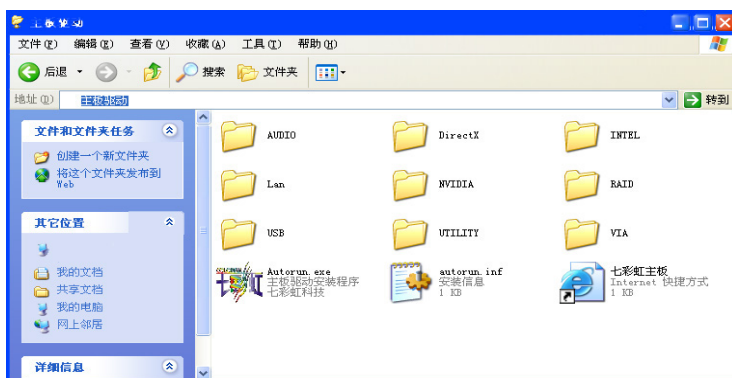 主板驱动
文件(F) 编辑(E) 查看(V) 收藏(A) 工具(T) 帮助(H)
后退 搜索 文件夹
地址(D) 主板驱动 转到
文件和文件夹任务
创建一个新文件夹
将这个文件夹发布到
Web
其它位置
我的文档
共享文档
我的电脑
网上邻居
详细信息
AUDIO DirectX INTEL
Lan NVIDIA RAID
USB UTILITY VIA
Autorun.exe
主板驱动安装程序
七彩虹科技
autorun.inf
安装信息
1 KB
七彩虹主板
Internet 快捷方式
1 KB